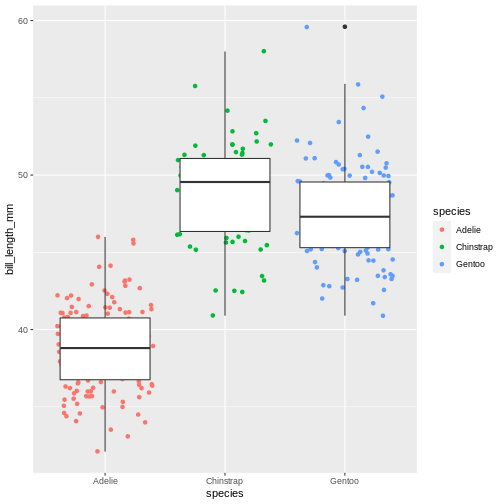 60
50
40
bill_length_mm
Adelie
Chinstrap
Gentoo
species
species
Adelie
Chinstrap
Gentoo